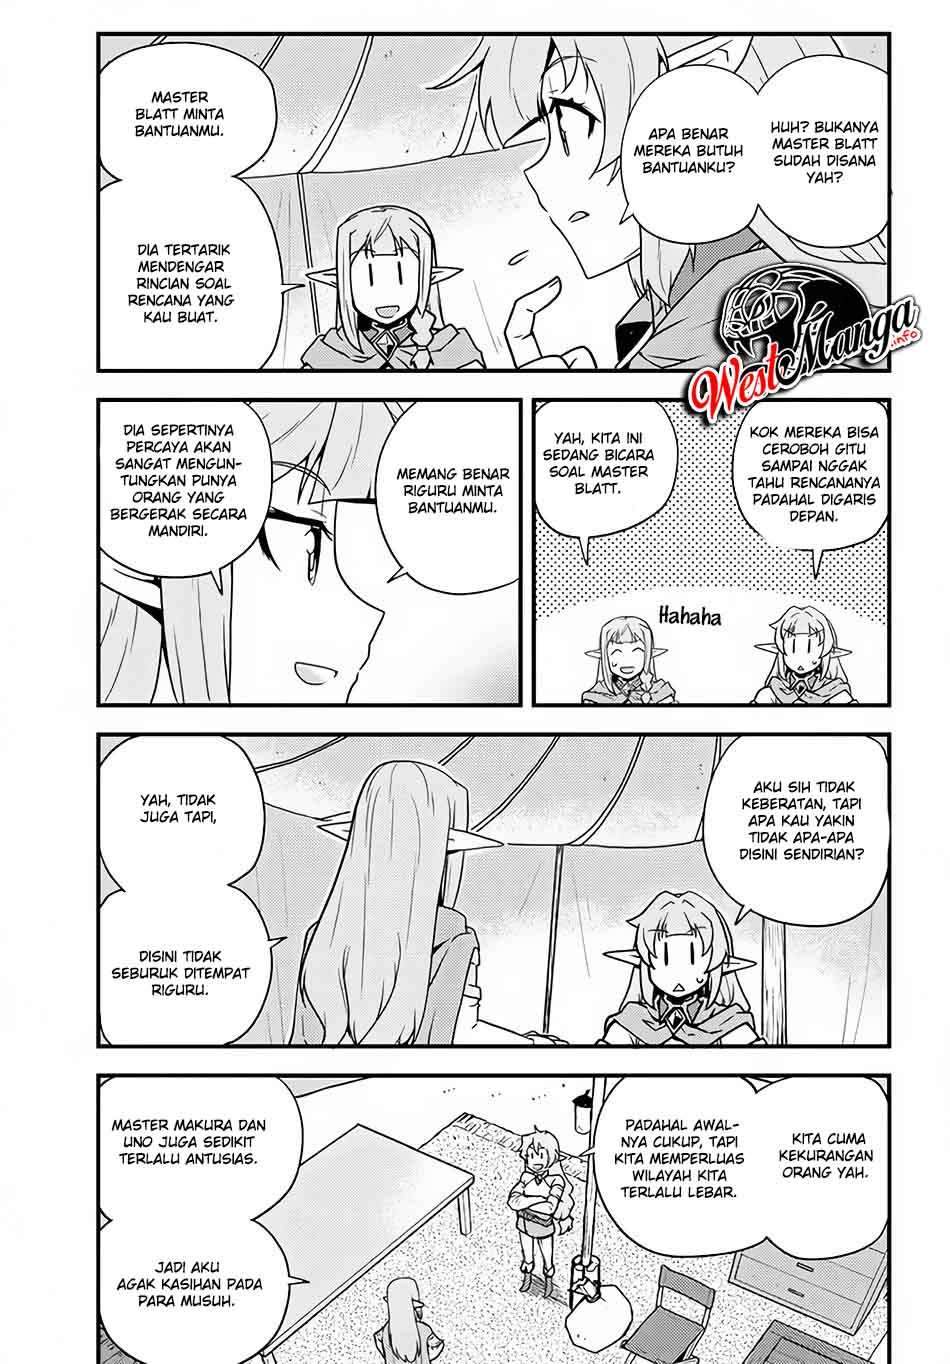 HUH? BUKANYA
MASTER BLATT
SUDAH DISANA
YAH?
APA BENAR
MEREKA BUTUH
BANTUANKU?
MASTER
BLATT MINTA
BANTUANMU.
DIA TERTARIK
MENDENGAR
RINCIAN SOAL
RENCANA YANG
KAU BUAT.
WestManga
.info
KOK MEREKA BISA
CEROBOH GITU
SAMPAI NGGAK
TAHU RENCANANYA
PADAHAL DIGARIS
DEPAN.
YAH, KITA INI
SEDANG BICARA
SOAL MASTER
BLATT.
Hahaha
MEMANG BENAR
RIGURU MINTA
BANTUANMU.
DIA SEPERTINYA
PERCAYA AKAN
SANGAT MENGUN-
TUNGKAN PUNYA
ORANG YANG
BERGERAK SECARA
MANDIRI.
AKU SIH TIDAK
KEBERATAN, TAPI
APA KAU YAKIN
TIDAK APA-APA
DISINI SENDIRIAN?
YAH, TIDAK
JUGA TAPI,
DISINI TIDAK
SEBURUK DITEMPAT
RIGURU.
KITA CUMA
KEKURANGAN
ORANG YAH.
PADAHAL AWAL-
NYA CUKUP, TAPI
KITA MEMPERLUAS
WILAYAH KITA
TERLALU LEBAR.
MASTER MAKURA DAN
UNO JUGA SEDIKIT
TERLALU ANTUSIAS.
JADI AKU
AGAK KASIHAN PADA
PARA MUSUH.